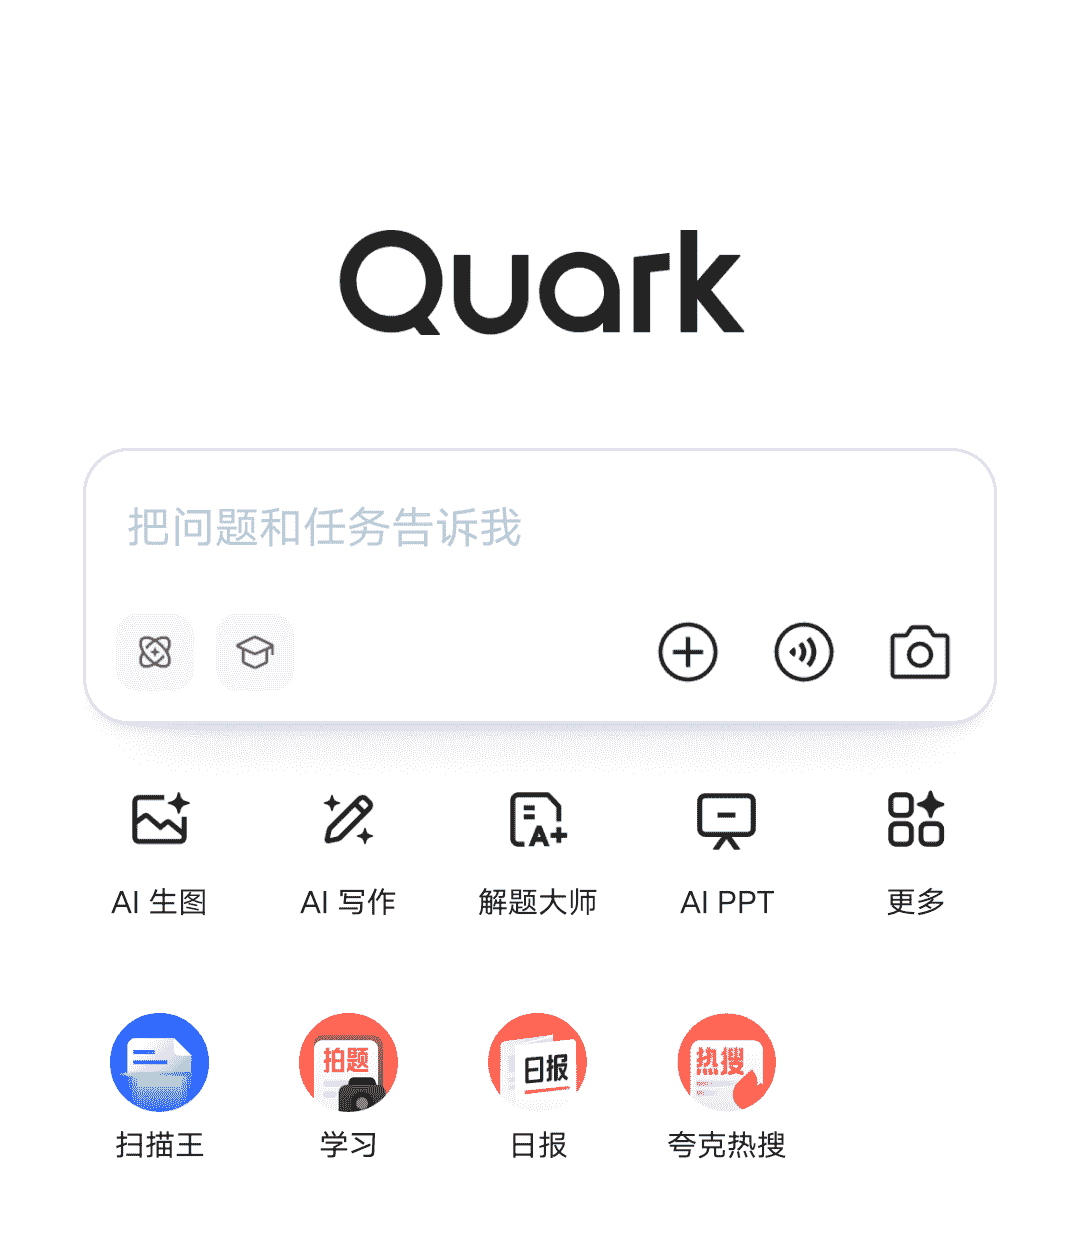 Quark
把问题和任务告诉我
AI 生图
AI 写作
A+
解题大师
AI PPT
更多
拍题
日报
热搜
扫描王
学习
日报
夸克热搜